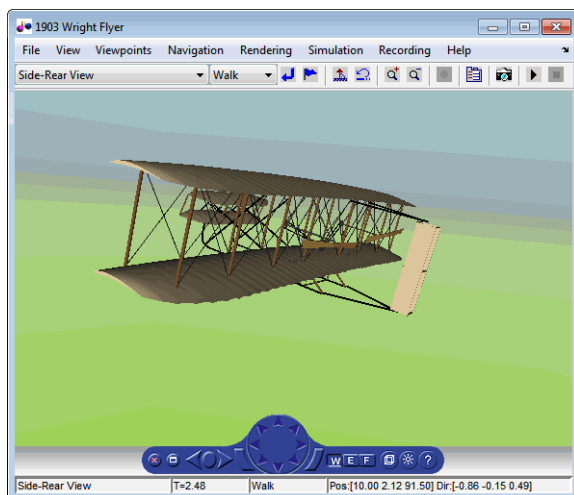 1903 Wright Flyer
File View Viewpoints Navigation Rendering Simulation Recording Help
Side-Rear View Walk
W E F ?
Side-Rear View T=2.48 Walk Pos:[10.00 2.12 91.50] Dir:[-0.86 -0.15 0.49]